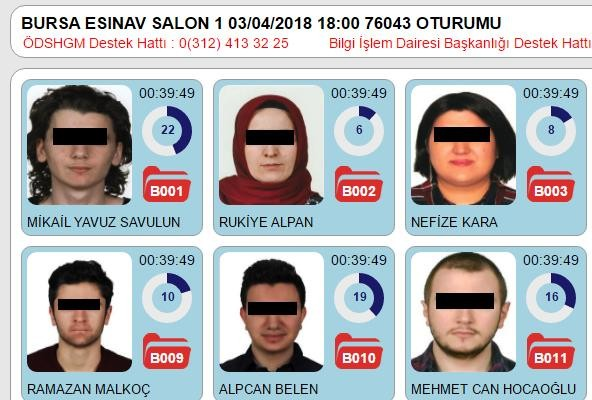 BURSA ESINAV SALON 1 03/04/2018 18:00 76043 OTURUMU
ÖDSHGM Destek Hattı : 0(312) 413 32 25 Bilgi İşlem Dairesi Başkanlığı Destek Hattı
00:39:49 00:39:49 00:39:49
22 6 8
B001 B002 B003
MİKAİL YAVUZ SAVULUN RUKİYE ALPAN NEFİZE KARA
00:39:49 00:39:49 00:39:49
10 19 16
B009 B010 B011
RAMAZAN MALKOÇ ALPCAN BELEN MEHMET CAN HOCAOĞLU